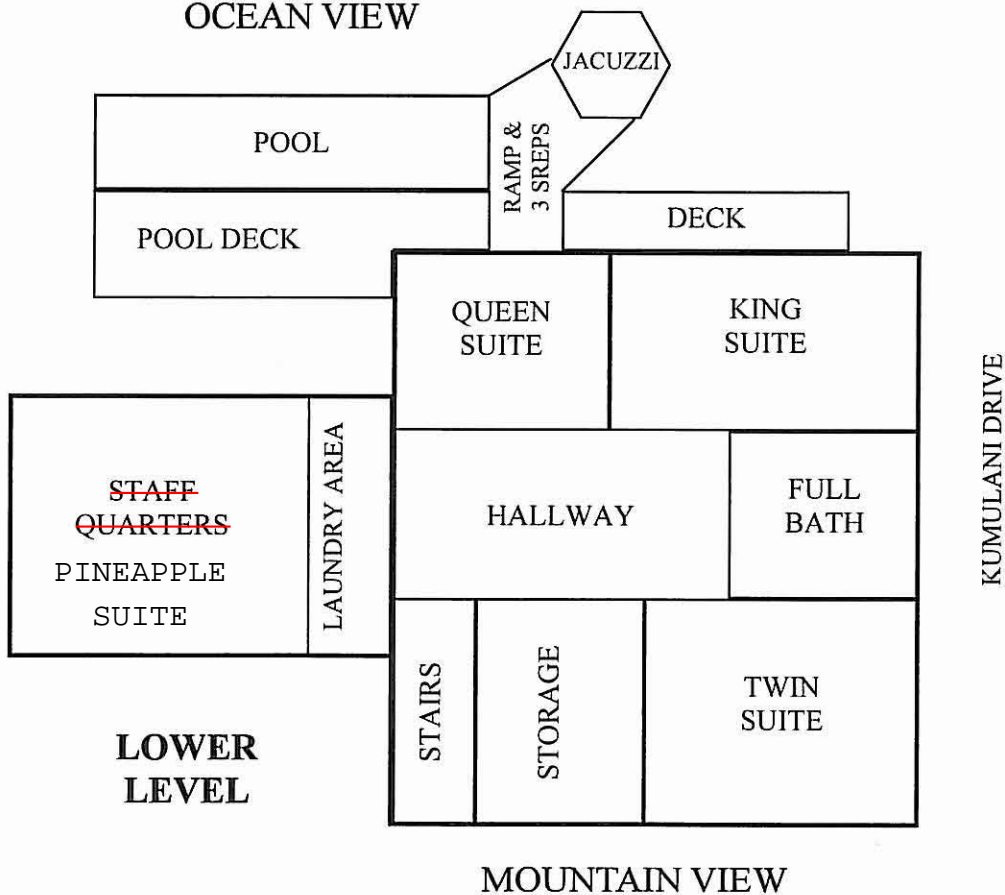 OCEAN VIEW
JACUZZI
POOL
RAMP &
3 SREPS
POOL DECK
DECK
QUEEN
SUITE
KING
SUITE
KUMULANI DRIVE
STAFF
QUARTERS
PINEAPPLE
SUITE
LAUNDRY AREA
HALLWAY
FULL
BATH
STAIRS
STORAGE
TWIN
SUITE
LOWER
LEVEL
MOUNTAIN VIEW